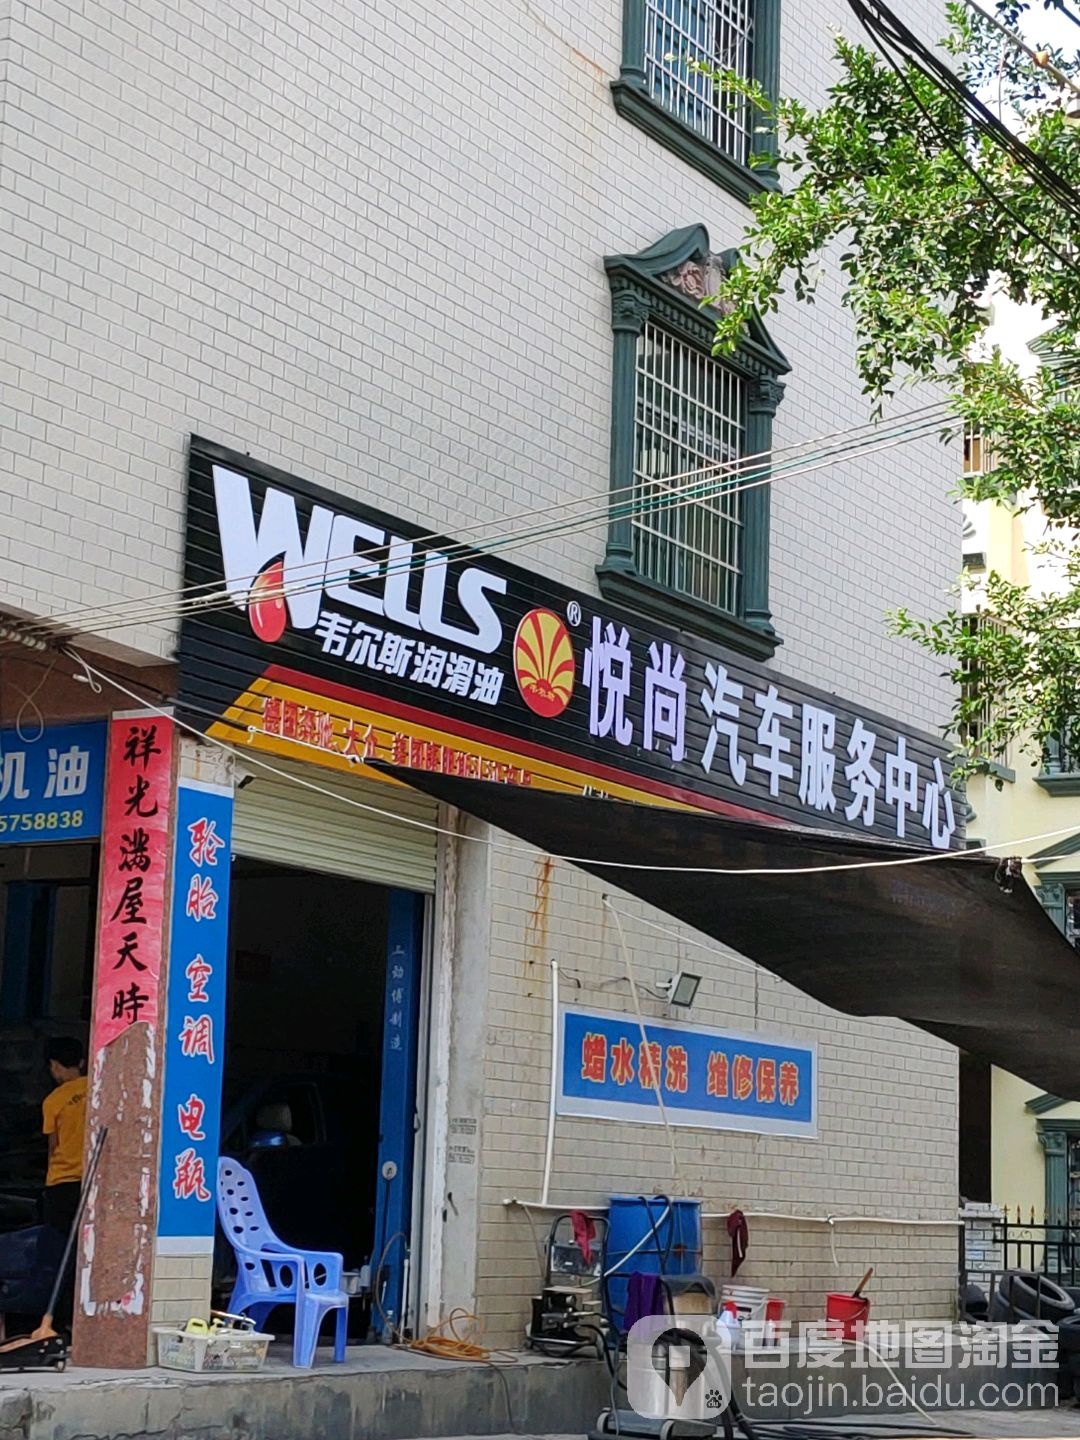 WELLS
韦尔斯润滑油
®
悦尚汽车服务中心
机油
5758838
祥光满屋天時
轮胎 空调 电瓶
蜡水精洗 维修保养
百度地图淘金
taojin.baidu.com